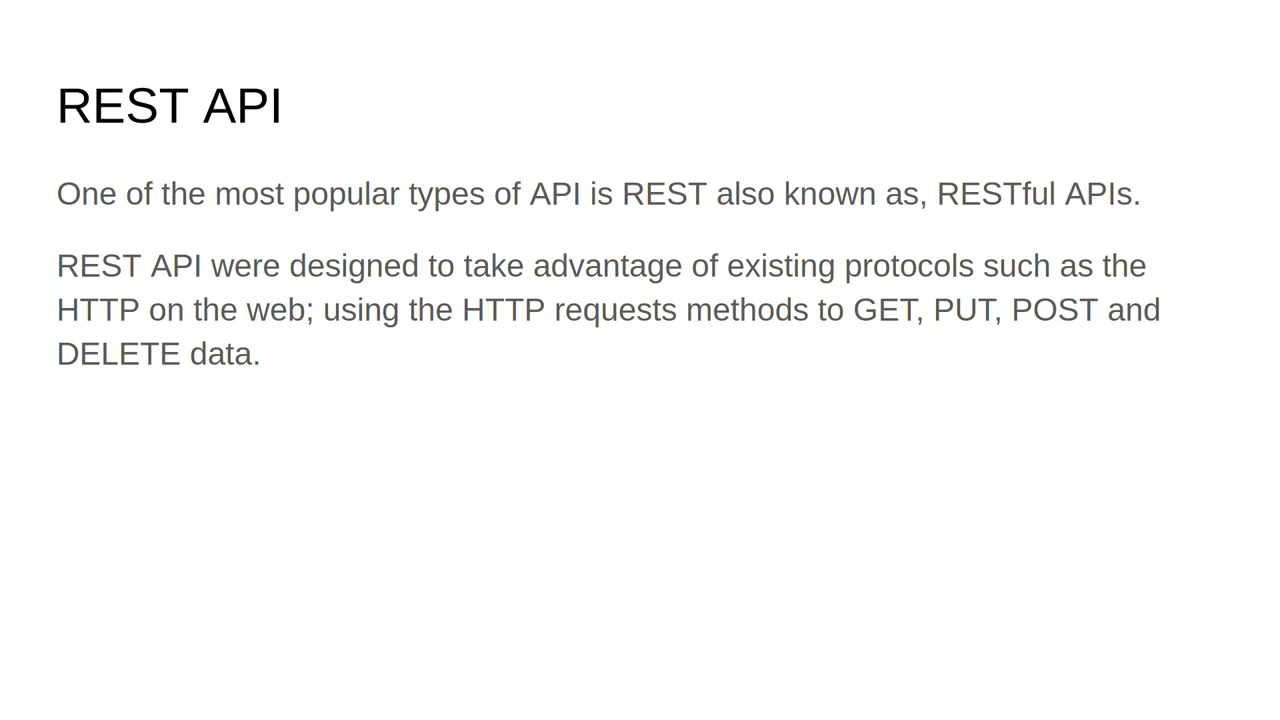 REST API
One of the most popular types of API is REST also known as, RESTful APIs.
REST API were designed to take advantage of existing protocols such as the
HTTP on the web; using the HTTP requests methods to GET, PUT, POST and
DELETE data.